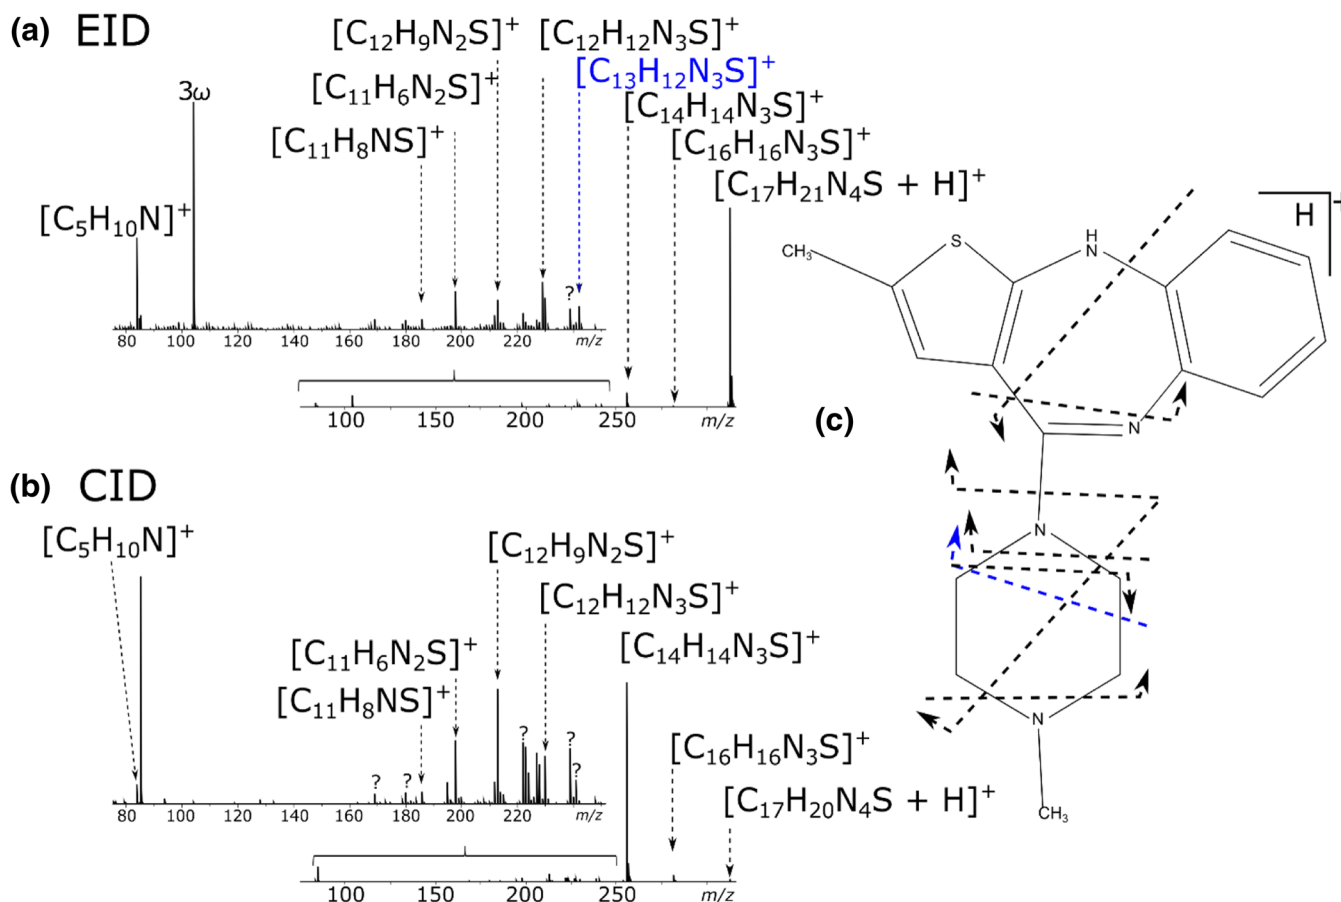 (a) EID
[C₁₂H₉N₂S]⁺ [C₁₂H₁₂N₃S]⁺
[C₁₃H₁₂N₃S]⁺
[C₁₁H₆N₂S]⁺
3ω
[C₁₄H₁₄N₃S]⁺
[C₁₁H₈NS]⁺
[C₁₆H₁₆N₃S]⁺
[C₁₇H₂₁N₄S + H]⁺
[C₅H₁₀N]⁺
?
80 100 120 140 160 180 200 220 m/z
100 150 200 250 m/z
H +
H
N
S
CH₃
N
(c)
N
N
CH₃
(b) CID
[C₅H₁₀N]⁺
[C₁₂H₉N₂S]⁺
[C₁₂H₁₂N₃S]⁺
[C₁₁H₆N₂S]⁺
[C₁₄H₁₄N₃S]⁺
[C₁₁H₈NS]⁺
? ? ? ? ?
[C₁₆H₁₆N₃S]⁺
[C₁₇H₂₀N₄S + H]⁺
80 100 120 140 160 180 200 220 m/z
100 150 200 250 m/z